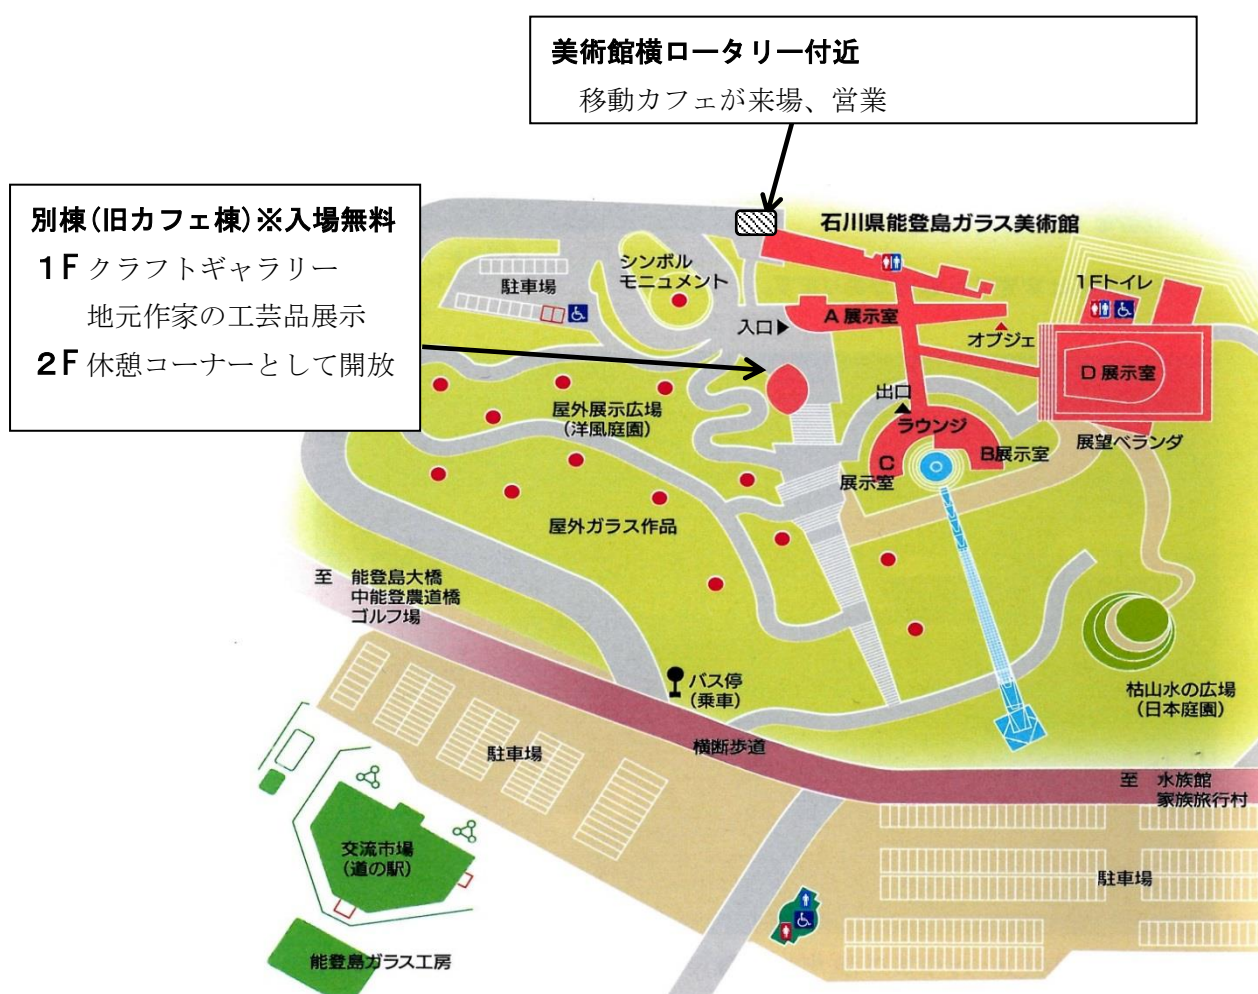 美術館横ロータリー付近
移動カフェが来場、営業
別棟(旧カフェ棟)※入場無料
1F クラフトギャラリー
地元作家の工芸品展示
2F 休憩コーナーとして開放
石川県能登島ガラス美術館
シンボル
モニュメント
駐車場
1Fトイレ
入口▶
A展示室
オブジェ
D展示室
出口
屋外展示広場
(洋風庭園)
ラウンジ
展望ベランダ
B展示室
C
展示室
屋外ガラス作品
至 能登島大橋
中能登農道橋
ゴルフ場
バス停
(乗車)
枯山水の広場
(日本庭園)
横断歩道
駐車場
至 水族館
家族旅行村
交流市場
(道の駅)
駐車場
能登島ガラス工房